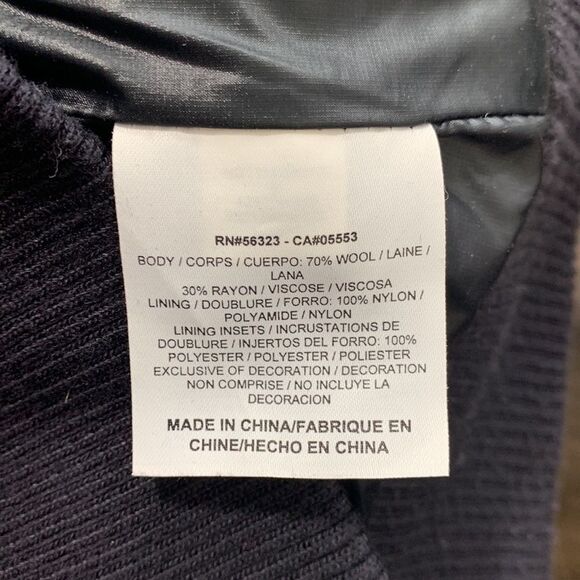 RN#56323 - CA#05553
BODY / CORPS / CUERPO: 70% WOOL / LAINE /
LANA
30% RAYON / VISCOSE / VISCOSA
LINING / DOUBLURE / FORRO: 100% NYLON /
POLYAMIDE / NYLON
LINING INSETS / INCRUSTATIONS DE
DOUBLURE / INJERTOS DEL FORRO: 100%
POLYESTER / POLYESTER / POLIESTER
EXCLUSIVE OF DECORATION / DECORATION
NON COMPRISE / NO INCLUYE LA
DECORACION
MADE IN CHINA/FABRIQUE EN
CHINE/HECHO EN CHINA